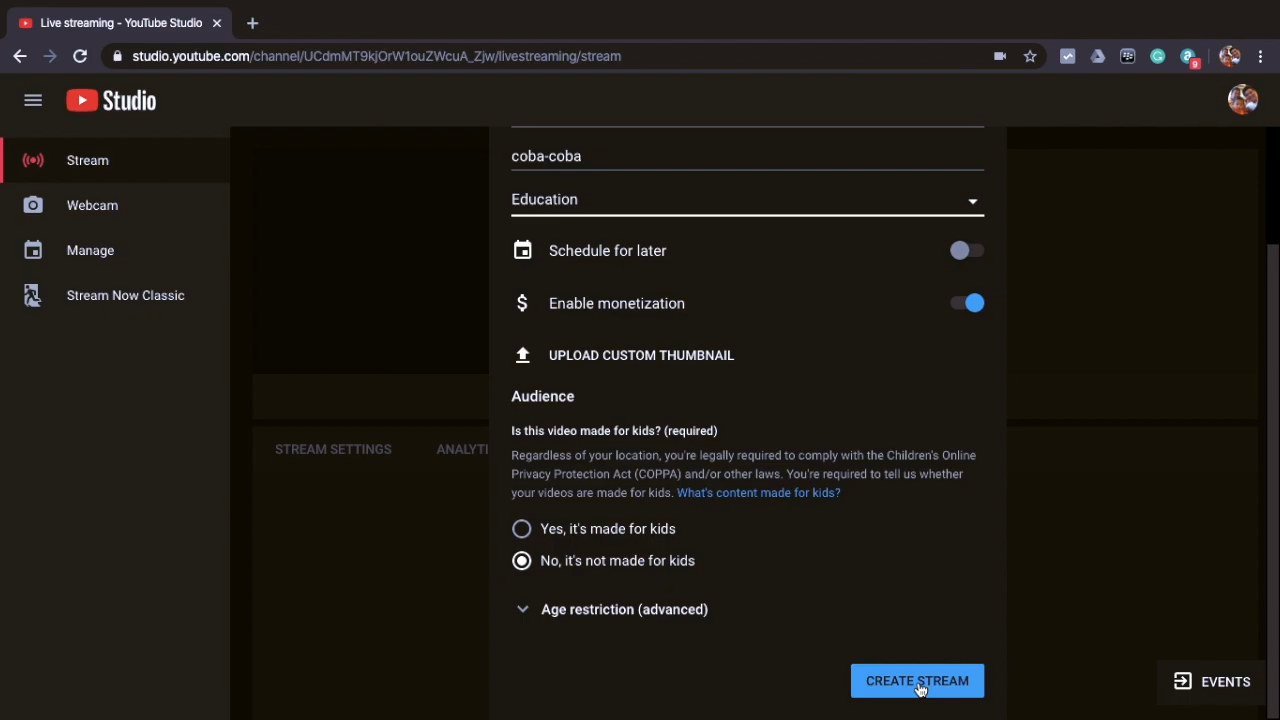 Live streaming - YouTube Studio
studio.youtube.com/channel/UCdmMT9kjOrW1ouZWcuA_Zjw/livestreaming/stream
9
Studio
Stream
Webcam
Manage
Stream Now Classic
coba-coba
Education
Schedule for later
$ Enable monetization
UPLOAD CUSTOM THUMBNAIL
Audience
STREAM SETTINGS
ANALYTI
Is this video made for kids? (required)
Regardless of your location, you're legally required to comply with the Children's Online
Privacy Protection Act (COPPA) and/or other laws. You're required to tell us whether
your videos are made for kids. What's content made for kids?
Yes, it's made for kids
No, it's not made for kids
Age restriction (advanced)
CREATE STREAM
EVENTS